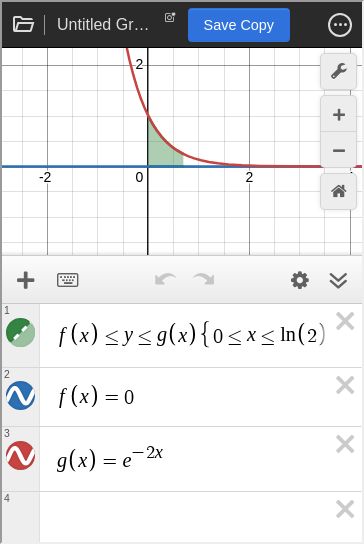 Untitled Gr...
Save Copy
2
-2
0
2
1
f(x) ≤ y ≤ g(x){0 ≤ x ≤ ln(2)
2
f(x) = 0
3
g(x) = e^{-2x}
4